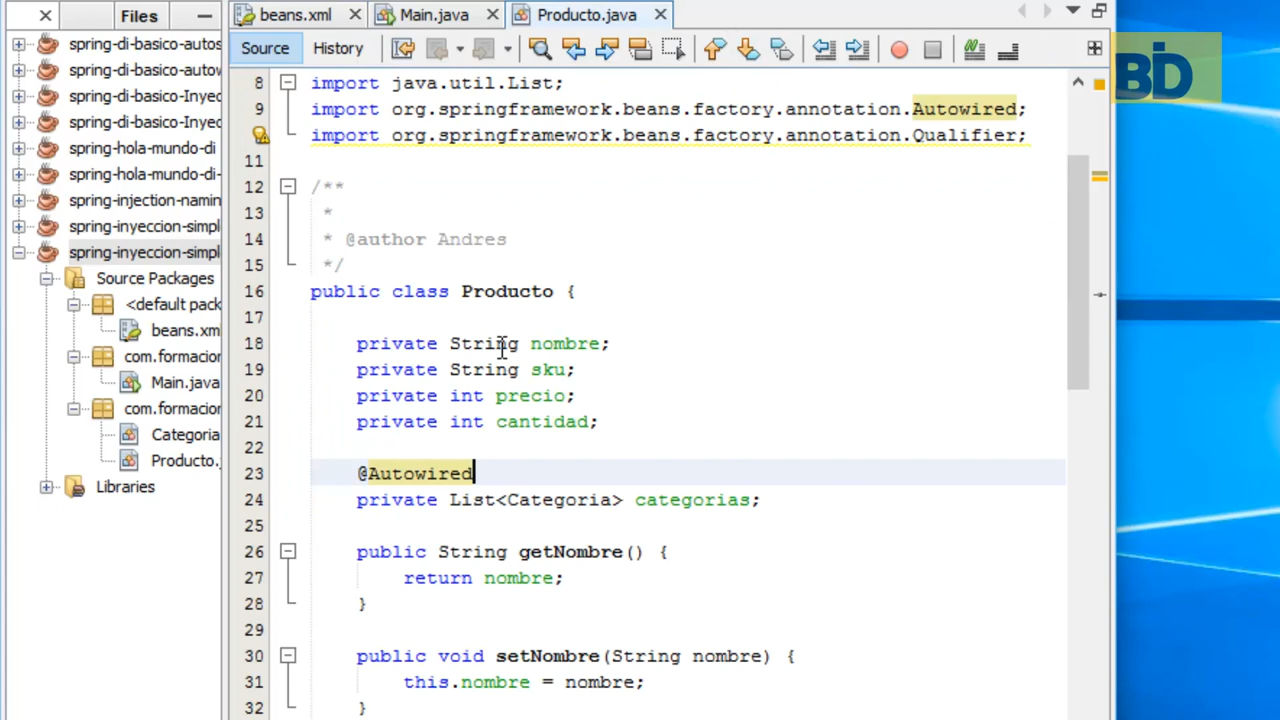 Files
beans.xml
Main.java
Producto.java
Source
History
spring-di-basico-autos
spring-di-basico-autow
spring-di-basico-Inyec
spring-di-basico-Inyec
spring-hola-mundo-di
spring-hola-mundo-di-
spring-injection-namin
spring-inyeccion-simpl
spring-inyeccion-simpl
Source Packages
<default pack
beans.xm
com.formacion
Main.java
com.formacion
Categoria
Producto.
Libraries
8 import java.util.List;
9 import org.springframework.beans.factory.annotation.Autowired;
import org.springframework.beans.factory.annotation.Qualifier;
11
12 /**
13 *
14 * @author Andres
15 */
16 public class Producto {
17
18 private String nombre;
19 private String sku;
20 private int precio;
21 private int cantidad;
22
23 @Autowired
24 private List<Categoria> categorias;
25
26 public String getNombre() {
27 return nombre;
28 }
29
30 public void setNombre(String nombre) {
31 this.nombre = nombre;
32 }
BID